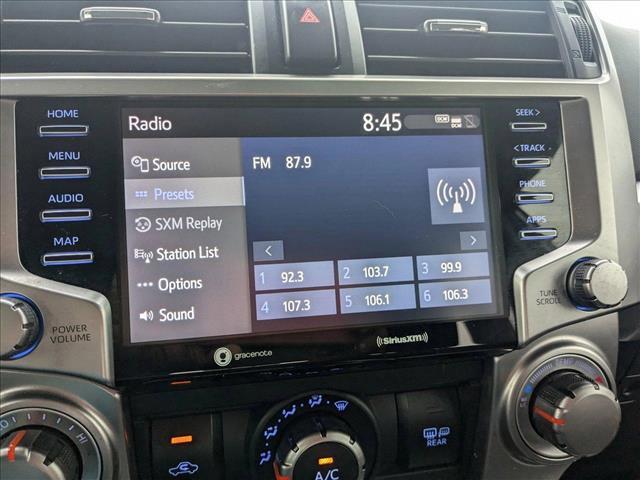 HOME
MENU
AUDIO
MAP
POWER
VOLUME
Radio
8:45
DCM
DCM
Source
Presets
SXM Replay
Station List
Options
Sound
FM 87.9
<
>
1 92.3
2 103.7
3 99.9
4 107.3
5 106.1
6 106.3
gracenote
((SiriusXM))
SEEK >
< TRACK
PHONE
APPS
TUNE
SCROLL
A/C
REAR
H